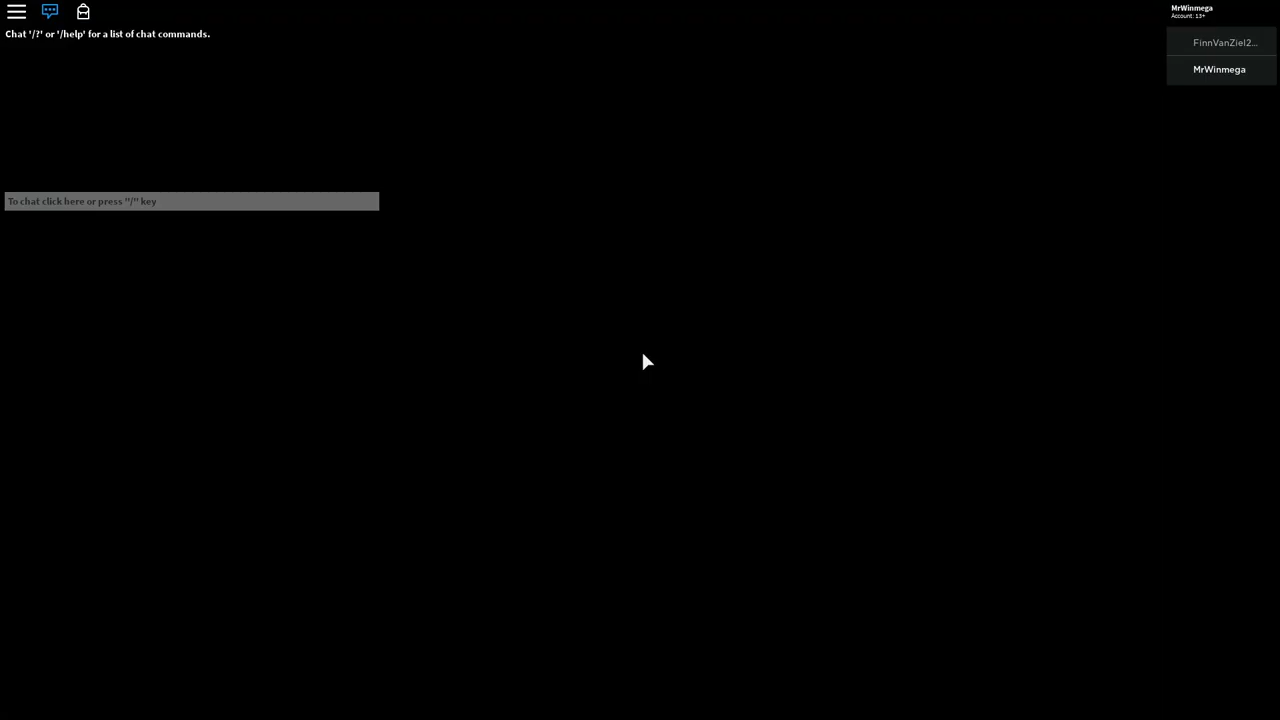 MrWinmega
Account: 13+
Chat '/?' or '/help' for a list of chat commands.
FinnVanZiel2...
MrWinmega
To chat click here or press "/" key